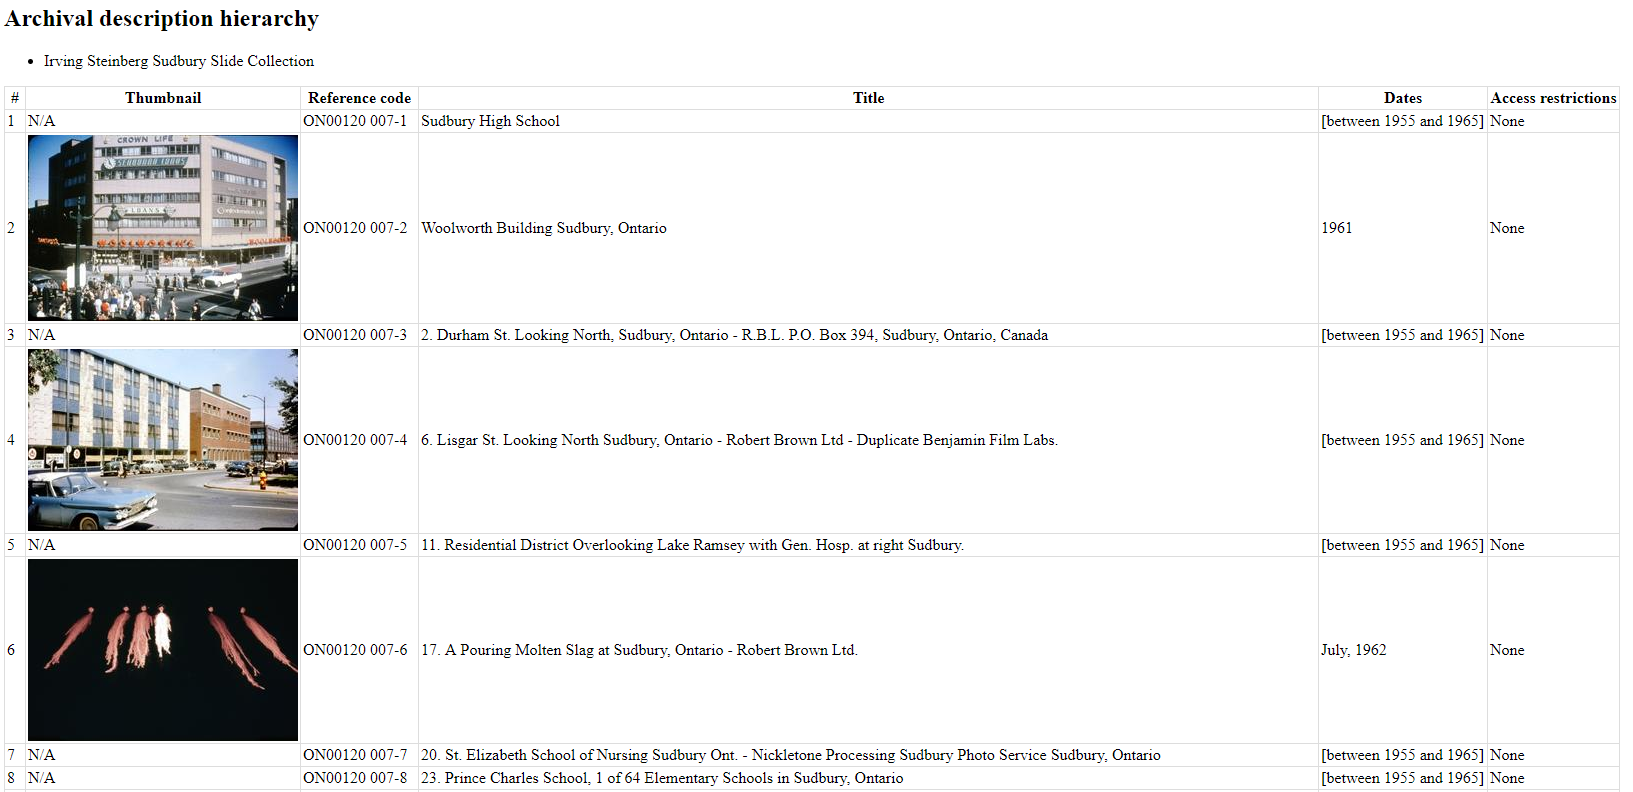 Archival description hierarchy
• Irving Steinberg Sudbury Slide Collection
# Thumbnail Reference code Title Dates Access restrictions
1 N/A ON00120 007-1 Sudbury High School [between 1955 and 1965] None
CROWN LIFE
LOANS
Confederation Life
WOOLWORTH'S
2 ON00120 007-2 Woolworth Building Sudbury, Ontario 1961 None
3 N/A ON00120 007-3 2. Durham St. Looking North, Sudbury, Ontario - R.B.L. P.O. Box 394, Sudbury, Ontario, Canada [between 1955 and 1965] None
4 ON00120 007-4 6. Lisgar St. Looking North Sudbury, Ontario - Robert Brown Ltd - Duplicate Benjamin Film Labs. [between 1955 and 1965] None
5 N/A ON00120 007-5 11. Residential District Overlooking Lake Ramsey with Gen. Hosp. at right Sudbury. [between 1955 and 1965] None
6 ON00120 007-6 17. A Pouring Molten Slag at Sudbury, Ontario - Robert Brown Ltd. July, 1962 None
7 N/A ON00120 007-7 20. St. Elizabeth School of Nursing Sudbury Ont. - Nickletone Processing Sudbury Photo Service Sudbury, Ontario [between 1955 and 1965] None
8 N/A ON00120 007-8 23. Prince Charles School, 1 of 64 Elementary Schools in Sudbury, Ontario [between 1955 and 1965] None